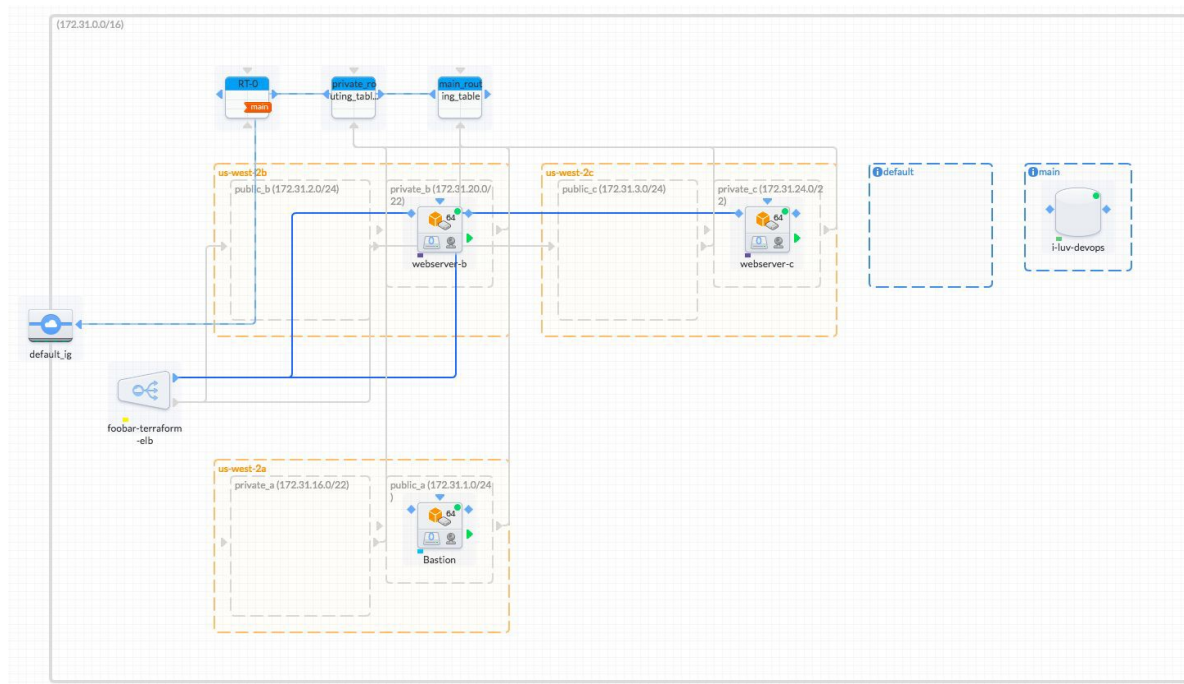 (172.31.0.0/16)
RT-0
main
private_ro
uting_tabl...
main_rout
ing_table
us-west-2b
public_b (172.31.2.0/24)
private_b (172.31.20.0/
22)
64
webserver-b
us-west-2c
public_c (172.31.3.0/24)
private_c (172.31.24.0/2
2)
64
webserver-c
default
main
i-luv-devops
default_ig
foobar-terraform
-elb
us-west-2a
private_a (172.31.16.0/22)
public_a (172.31.1.0/24
)
64
Bastion